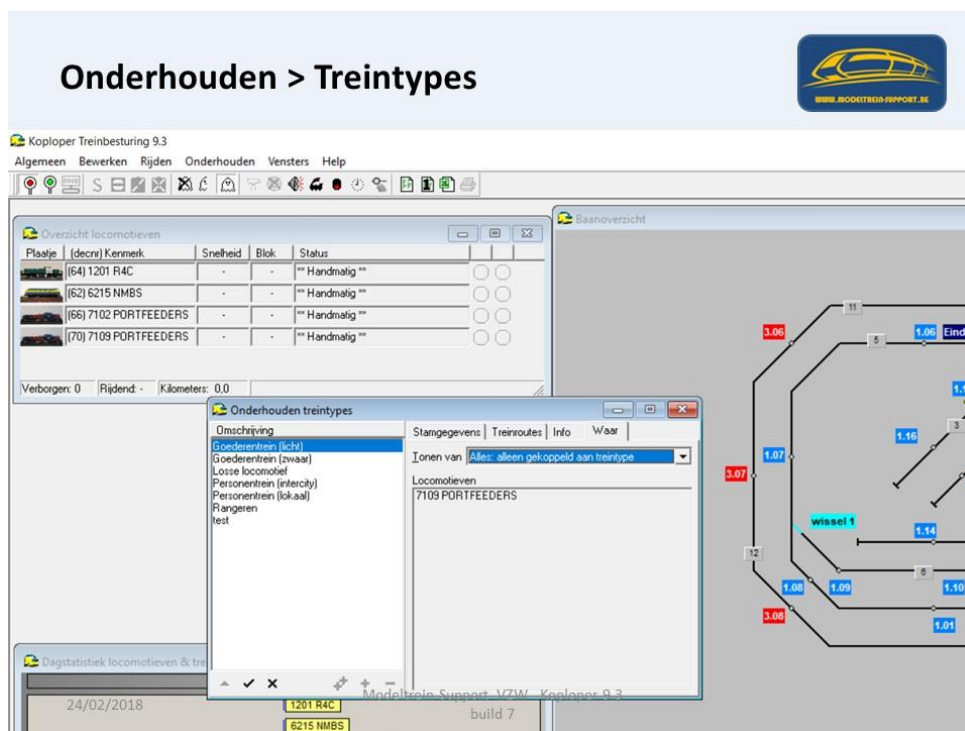 Onderhouden > Treintypes
WWW.MODELTREIN-SUPPORT.BE
Koploper Treinbesturing 9.3
Algemeen Bewerken Rijden Onderhouden Vensters Help
Overzicht locomotieven
Plaatje (decnr) Kenmerk Snelheid Blok Status
(64) 1201 R4C - - ** Handmatig **
(62) 6215 NMBS - - ** Handmatig **
(66) 7102 PORTFEEDERS - - ** Handmatig **
(70) 7109 PORTFEEDERS - - ** Handmatig **
Verborgen: 0 Rijdend: - Kilometers: 0,0
Onderhouden treintypes
Omschrijving
Goederentrein (licht)
Goederentrein (zwaar)
Losse locomotief
Personentrein (intercity)
Personentrein (lokaal)
Rangeren
test
Stamgegevens Treinroutes Info Waar
Tonen van Alles: alleen gekoppeld aan treintype
Locomotieven
7109 PORTFEEDERS
Baanoverzicht
11
3.06
5
1.06 Eind
3
1.16
1.07
3.07
wissel 1
1.14
12
6
1.08
1.09
1.10
3.08
1.01
Dagstatistiek locomotieven & tre
1201 R4C
6215 NMBS
24/02/2018
Modeltrein-Support VZW - Koploper 9.3
build 7